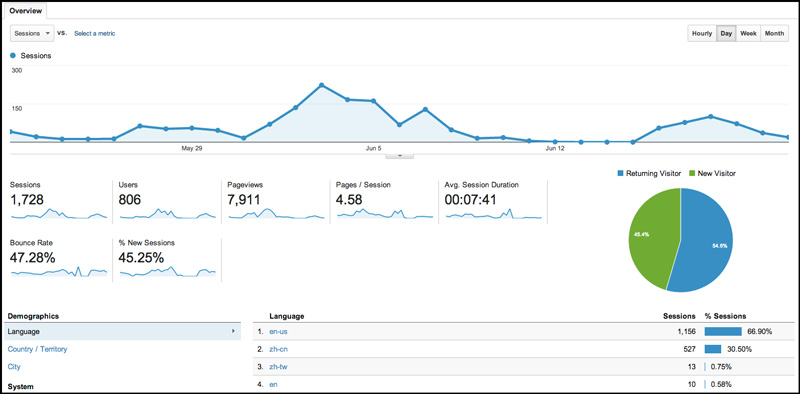 Overview
Sessions vs. Select a metric
Hourly Day Week Month
Sessions
300
150
May 29 Jun 5 Jun 12
Sessions Users Pageviews Pages / Session Avg. Session Duration
1,728 806 7,911 4.58 00:07:41
Bounce Rate % New Sessions
47.28% 45.25%
Returning Visitor New Visitor
45.4% 54.6%
Demographics
Language
Country / Territory
City
System
Language Sessions % Sessions
1. en-us 1,156 66.90%
2. zh-cn 527 30.50%
3. zh-tw 13 0.75%
4. en 10 0.58%